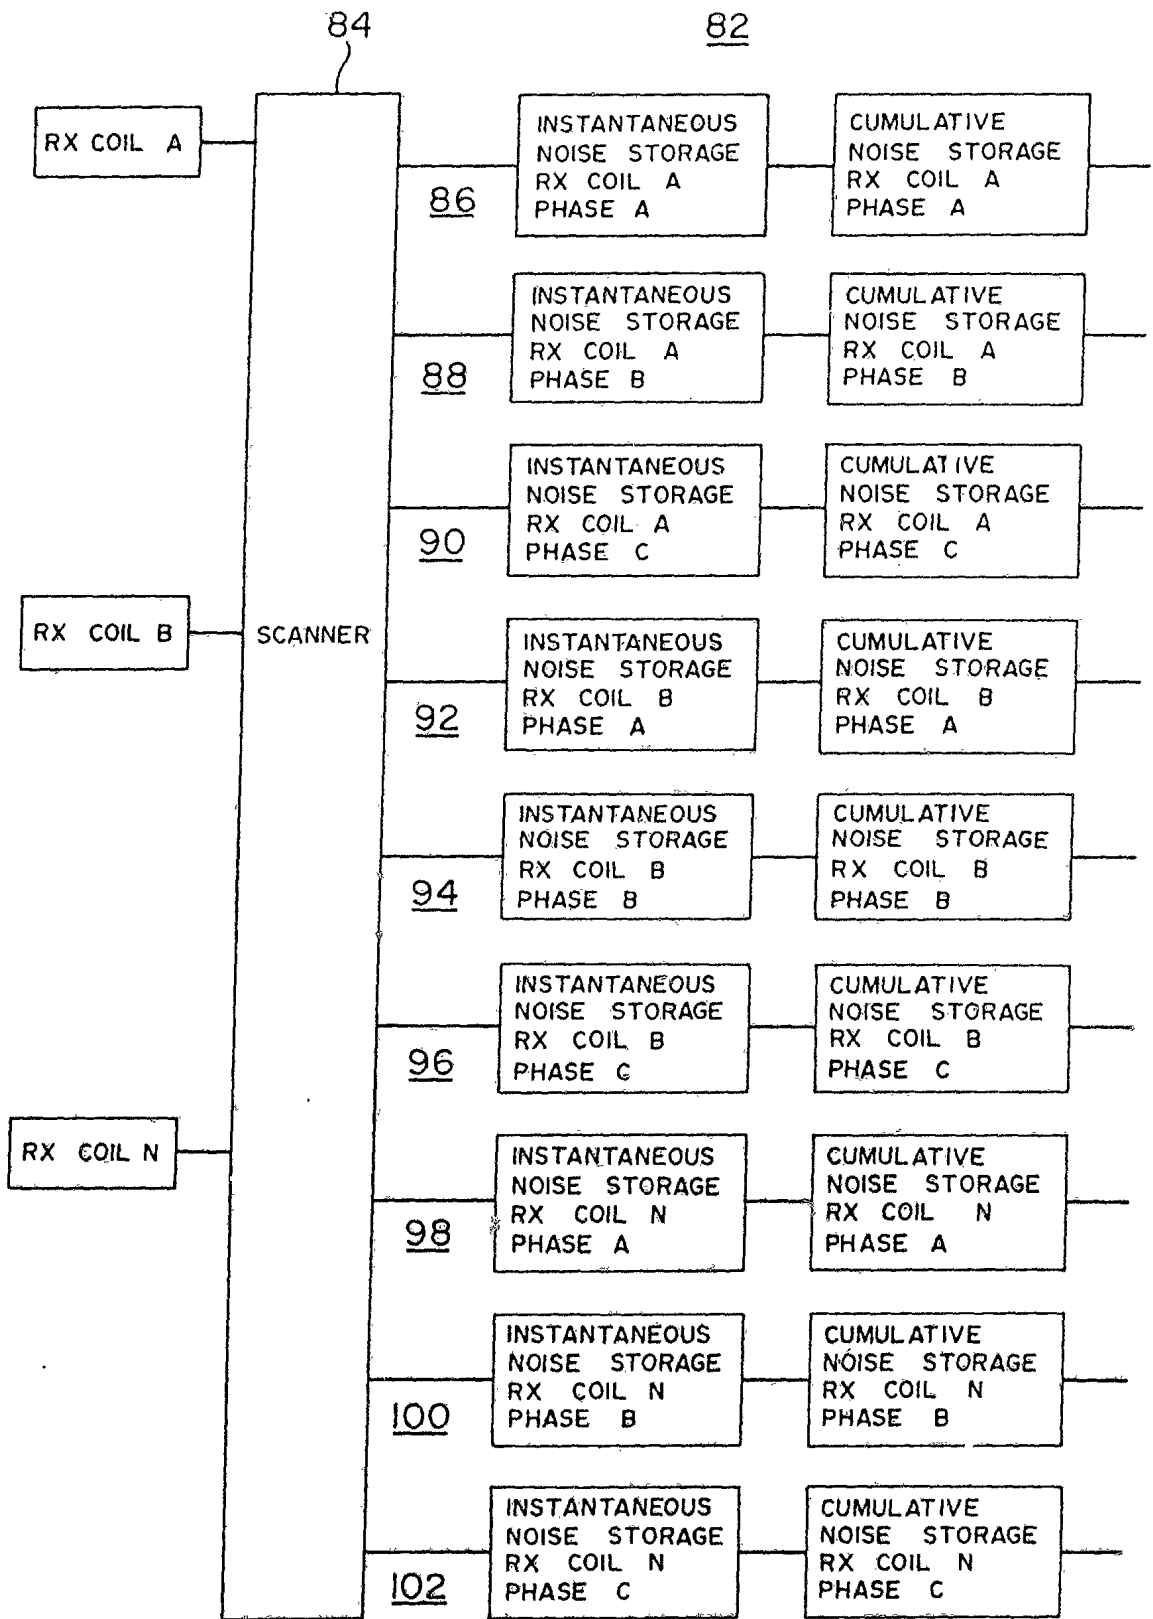 84
82
RX COIL A
SCANNER
86
INSTANTANEOUS
NOISE STORAGE
RX COIL A
PHASE A
CUMULATIVE
NOISE STORAGE
RX COIL A
PHASE A
88
INSTANTANEOUS
NOISE STORAGE
RX COIL A
PHASE B
CUMULATIVE
NOISE STORAGE
RX COIL A
PHASE B
90
INSTANTANEOUS
NOISE STORAGE
RX COIL A
PHASE C
CUMULATIVE
NOISE STORAGE
RX COIL A
PHASE C
RX COIL B
92
INSTANTANEOUS
NOISE STORAGE
RX COIL B
PHASE A
CUMULATIVE
NOISE STORAGE
RX COIL B
PHASE A
94
INSTANTANEOUS
NOISE STORAGE
RX COIL B
PHASE B
CUMULATIVE
NOISE STORAGE
RX COIL B
PHASE B
96
INSTANTANEOUS
NOISE STORAGE
RX COIL B
PHASE C
CUMULATIVE
NOISE STORAGE
RX COIL B
PHASE C
RX COIL N
98
INSTANTANEOUS
NOISE STORAGE
RX COIL N
PHASE A
CUMULATIVE
NOISE STORAGE
RX COIL N
PHASE A
100
INSTANTANEOUS
NOISE STORAGE
RX COIL N
PHASE B
CUMULATIVE
NOISE STORAGE
RX COIL N
PHASE B
102
INSTANTANEOUS
NOISE STORAGE
RX COIL N
PHASE C
CUMULATIVE
NOISE STORAGE
RX COIL N
PHASE C